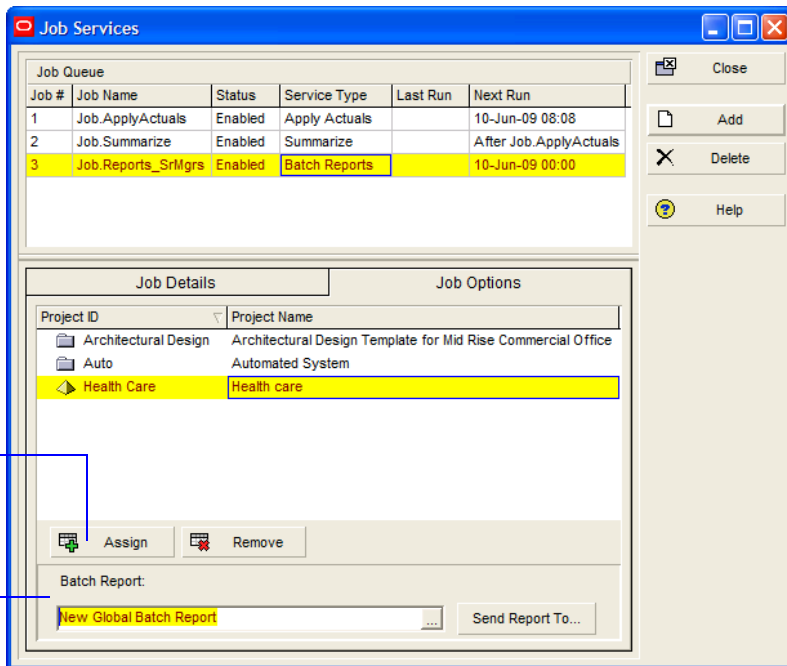 Job Services
Job Queue
Job # Job Name Status Service Type Last Run Next Run
1 Job.ApplyActuals Enabled Apply Actuals 10-Jun-09 08:08
2 Job.Summarize Enabled Summarize After Job.ApplyActuals
3 Job.Reports_SrMgrs Enabled Batch Reports 10-Jun-09 00:00
Close
Add
Delete
Help
Job Details Job Options
Project ID Project Name
Architectural Design Architectural Design Template for Mid Rise Commercial Office
Auto Automated System
Health Care Health care
Assign Remove
Batch Report:
New Global Batch Report ... Send Report To...